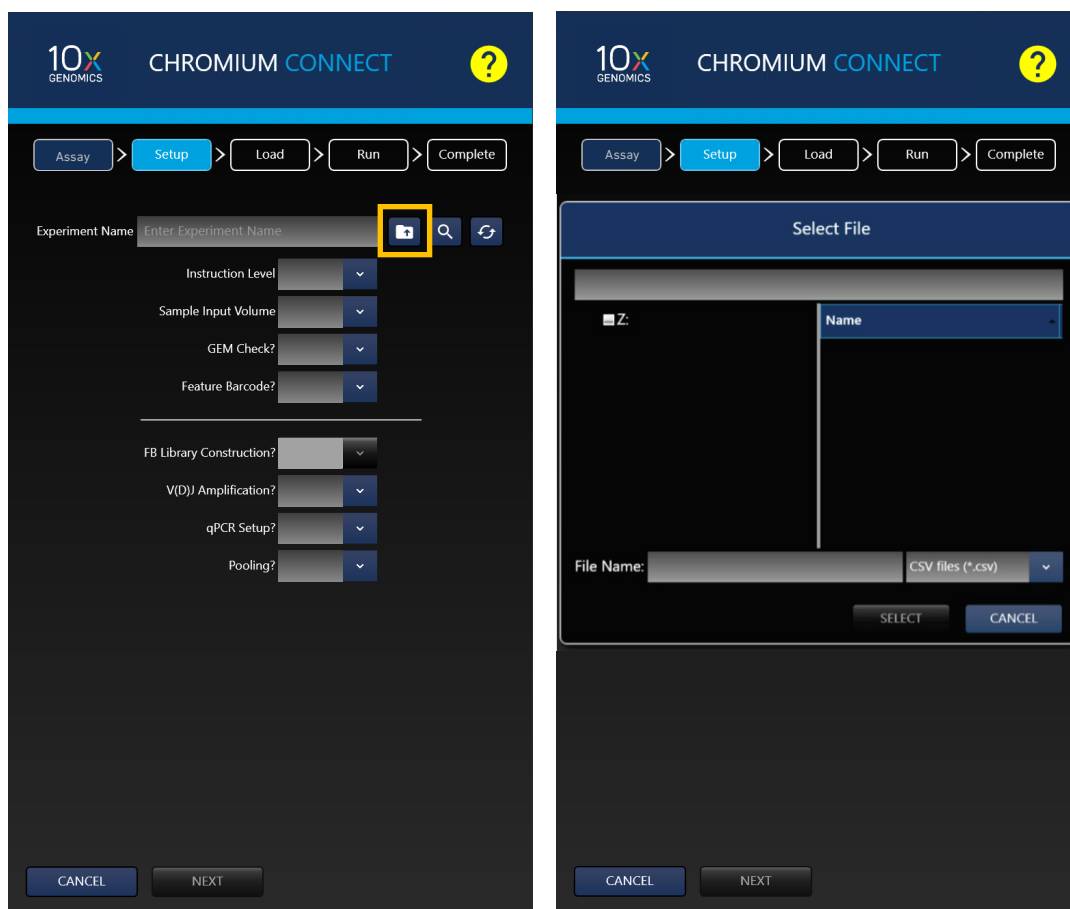 10x
GENOMICS
CHROMIUM CONNECT
?
Assay > Setup > Load > Run > Complete
Experiment Name Enter Experiment Name
Instruction Level
Sample Input Volume
GEM Check?
Feature Barcode?
FB Library Construction?
V(D)J Amplification?
qPCR Setup?
Pooling?
CANCEL NEXT
10x
GENOMICS
CHROMIUM CONNECT
?
Assay > Setup > Load > Run > Complete
Select File
Z: Name
File Name: CSV files (*.csv)
SELECT CANCEL
CANCEL NEXT